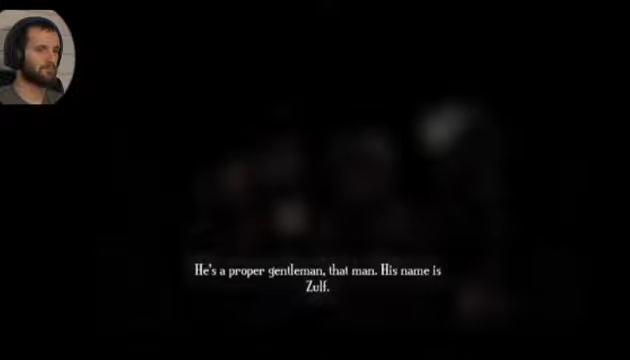 He's a proper gentleman, that man. His name is
Zulf.